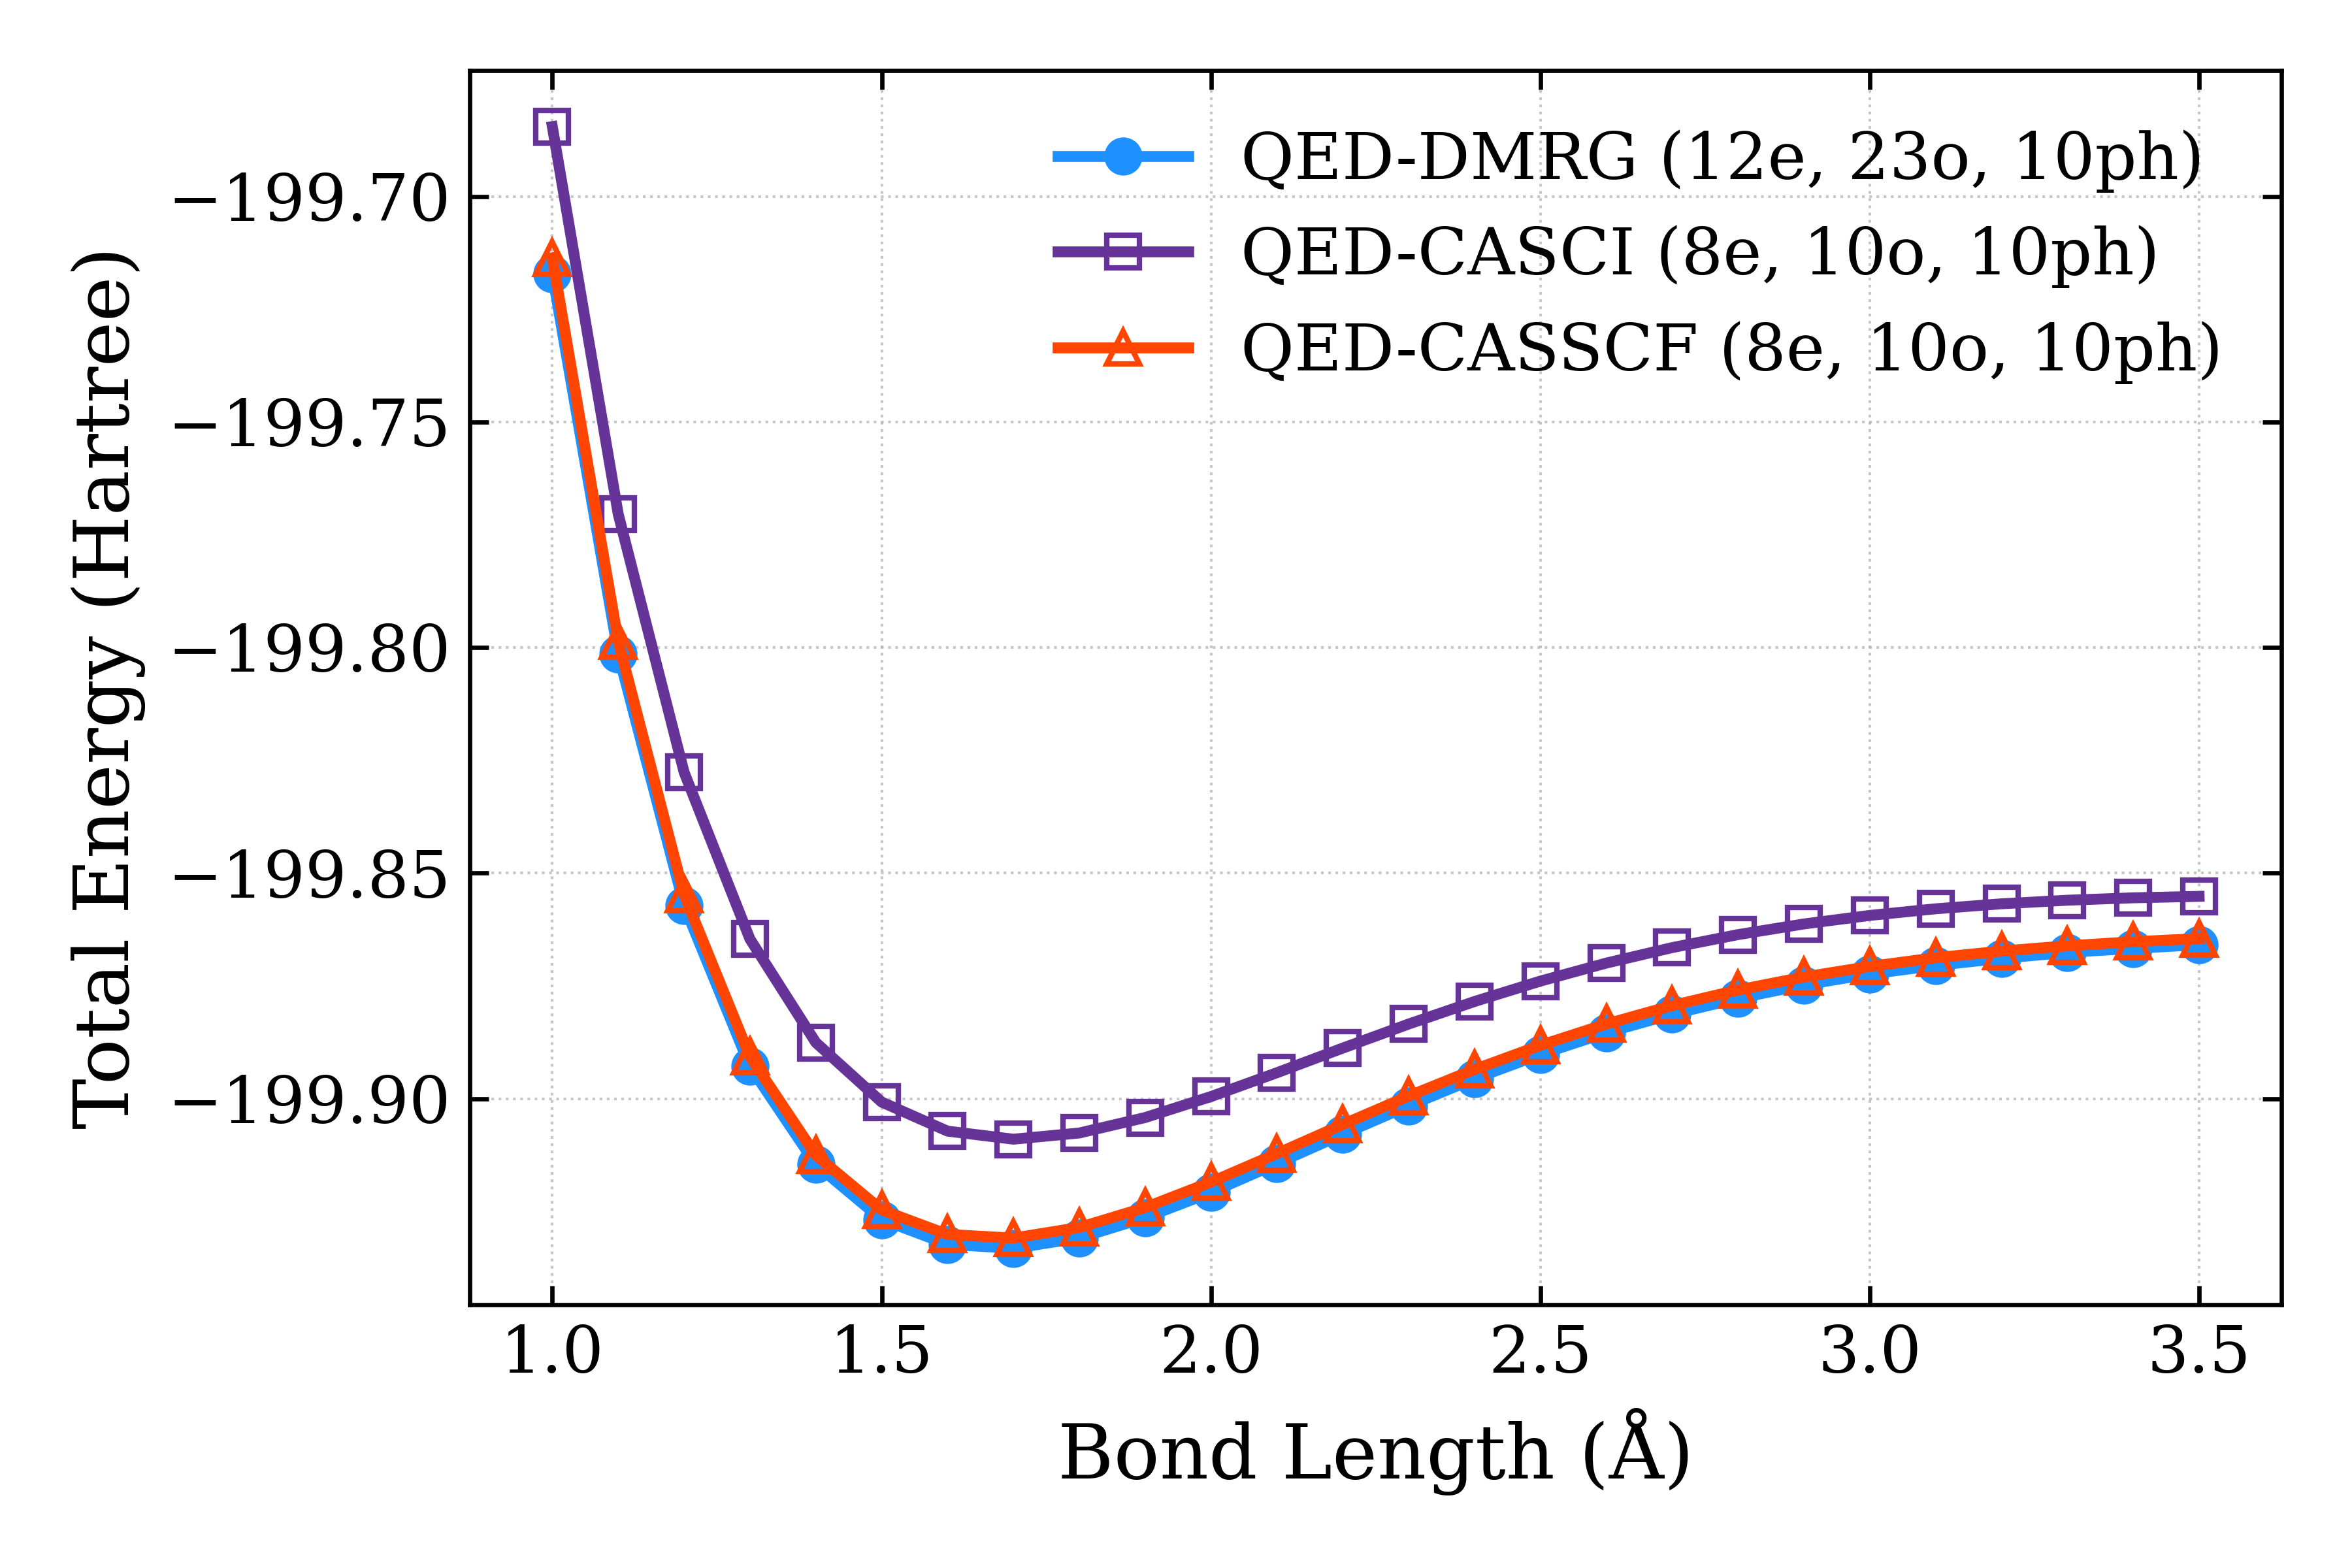 QED-DMRG (12e, 23o, 10ph)
QED-CASCI (8e, 10o, 10ph)
QED-CASSCF (8e, 10o, 10ph)
Total Energy (Hartree)
−199.70
−199.75
−199.80
−199.85
−199.90
1.0 1.5 2.0 2.5 3.0 3.5
Bond Length (Å)